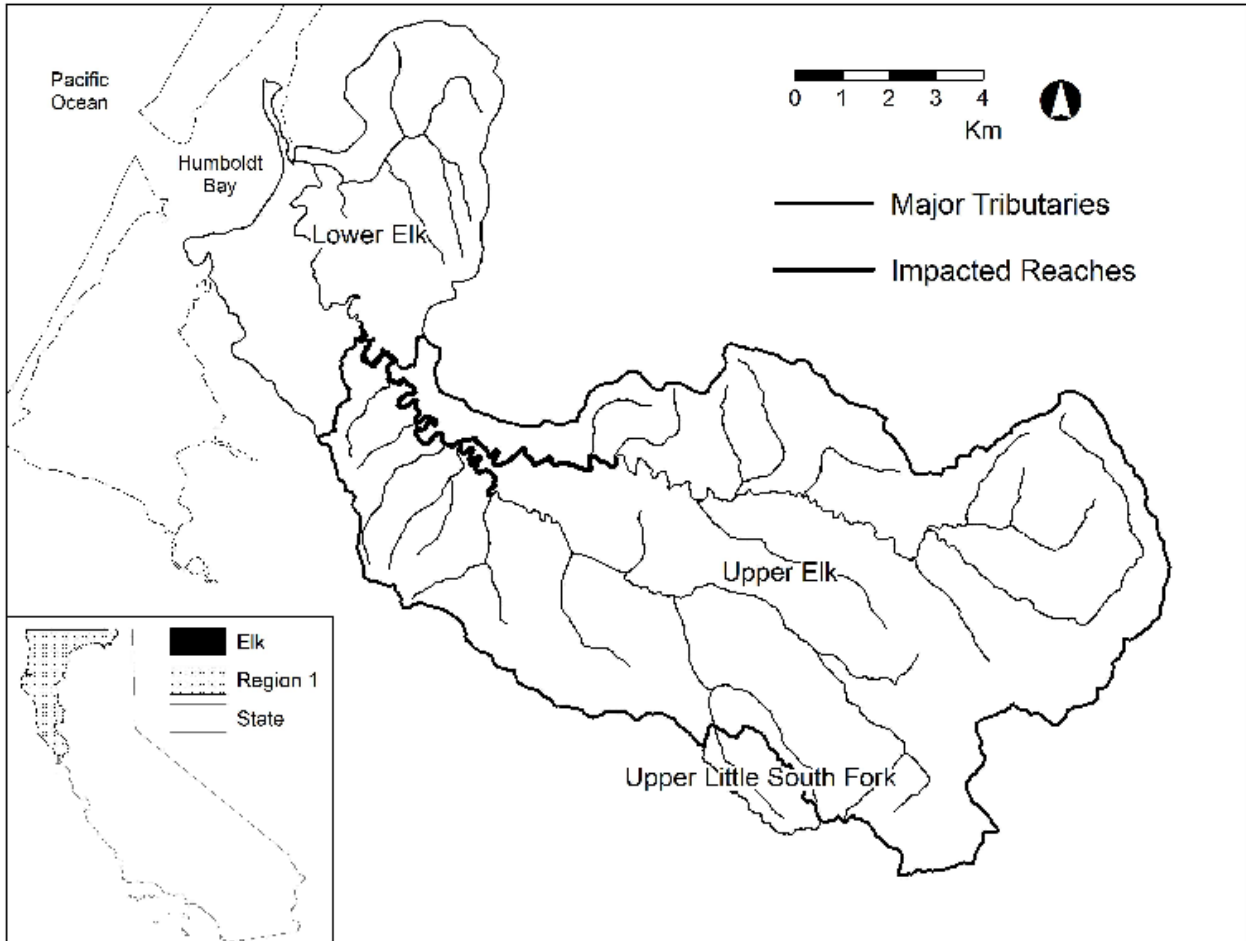 Pacific
Ocean
Humboldt
Bay
Lower Elk
0 1 2 3 4
Km
Major Tributaries
Impacted Reaches
Upper Elk
Upper Little South Fork
Elk
Region 1
State